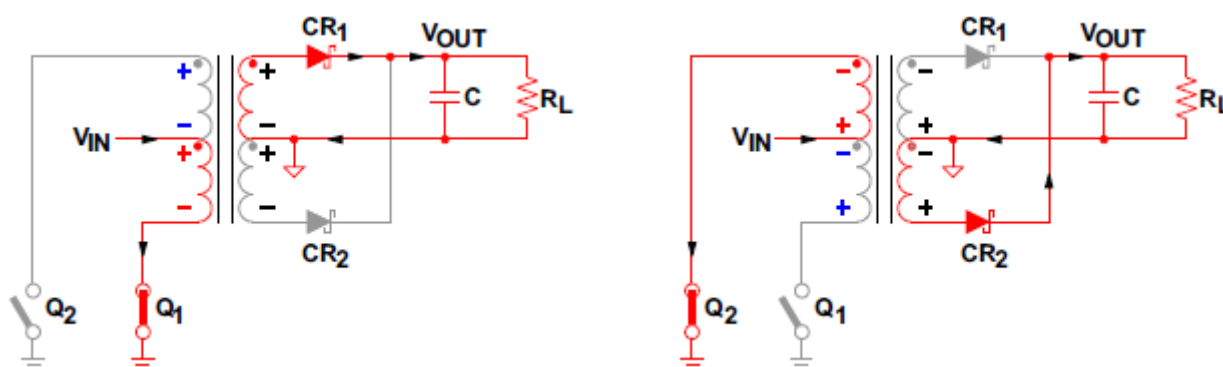 CR1
VOUT
+
+
-
C
RL
VIN
-
+
+
-
-
CR2
Q2
Q1
CR1
VOUT
-
-
+
+
C
RL
VIN
-
-
+
+
CR2
Q2
Q1